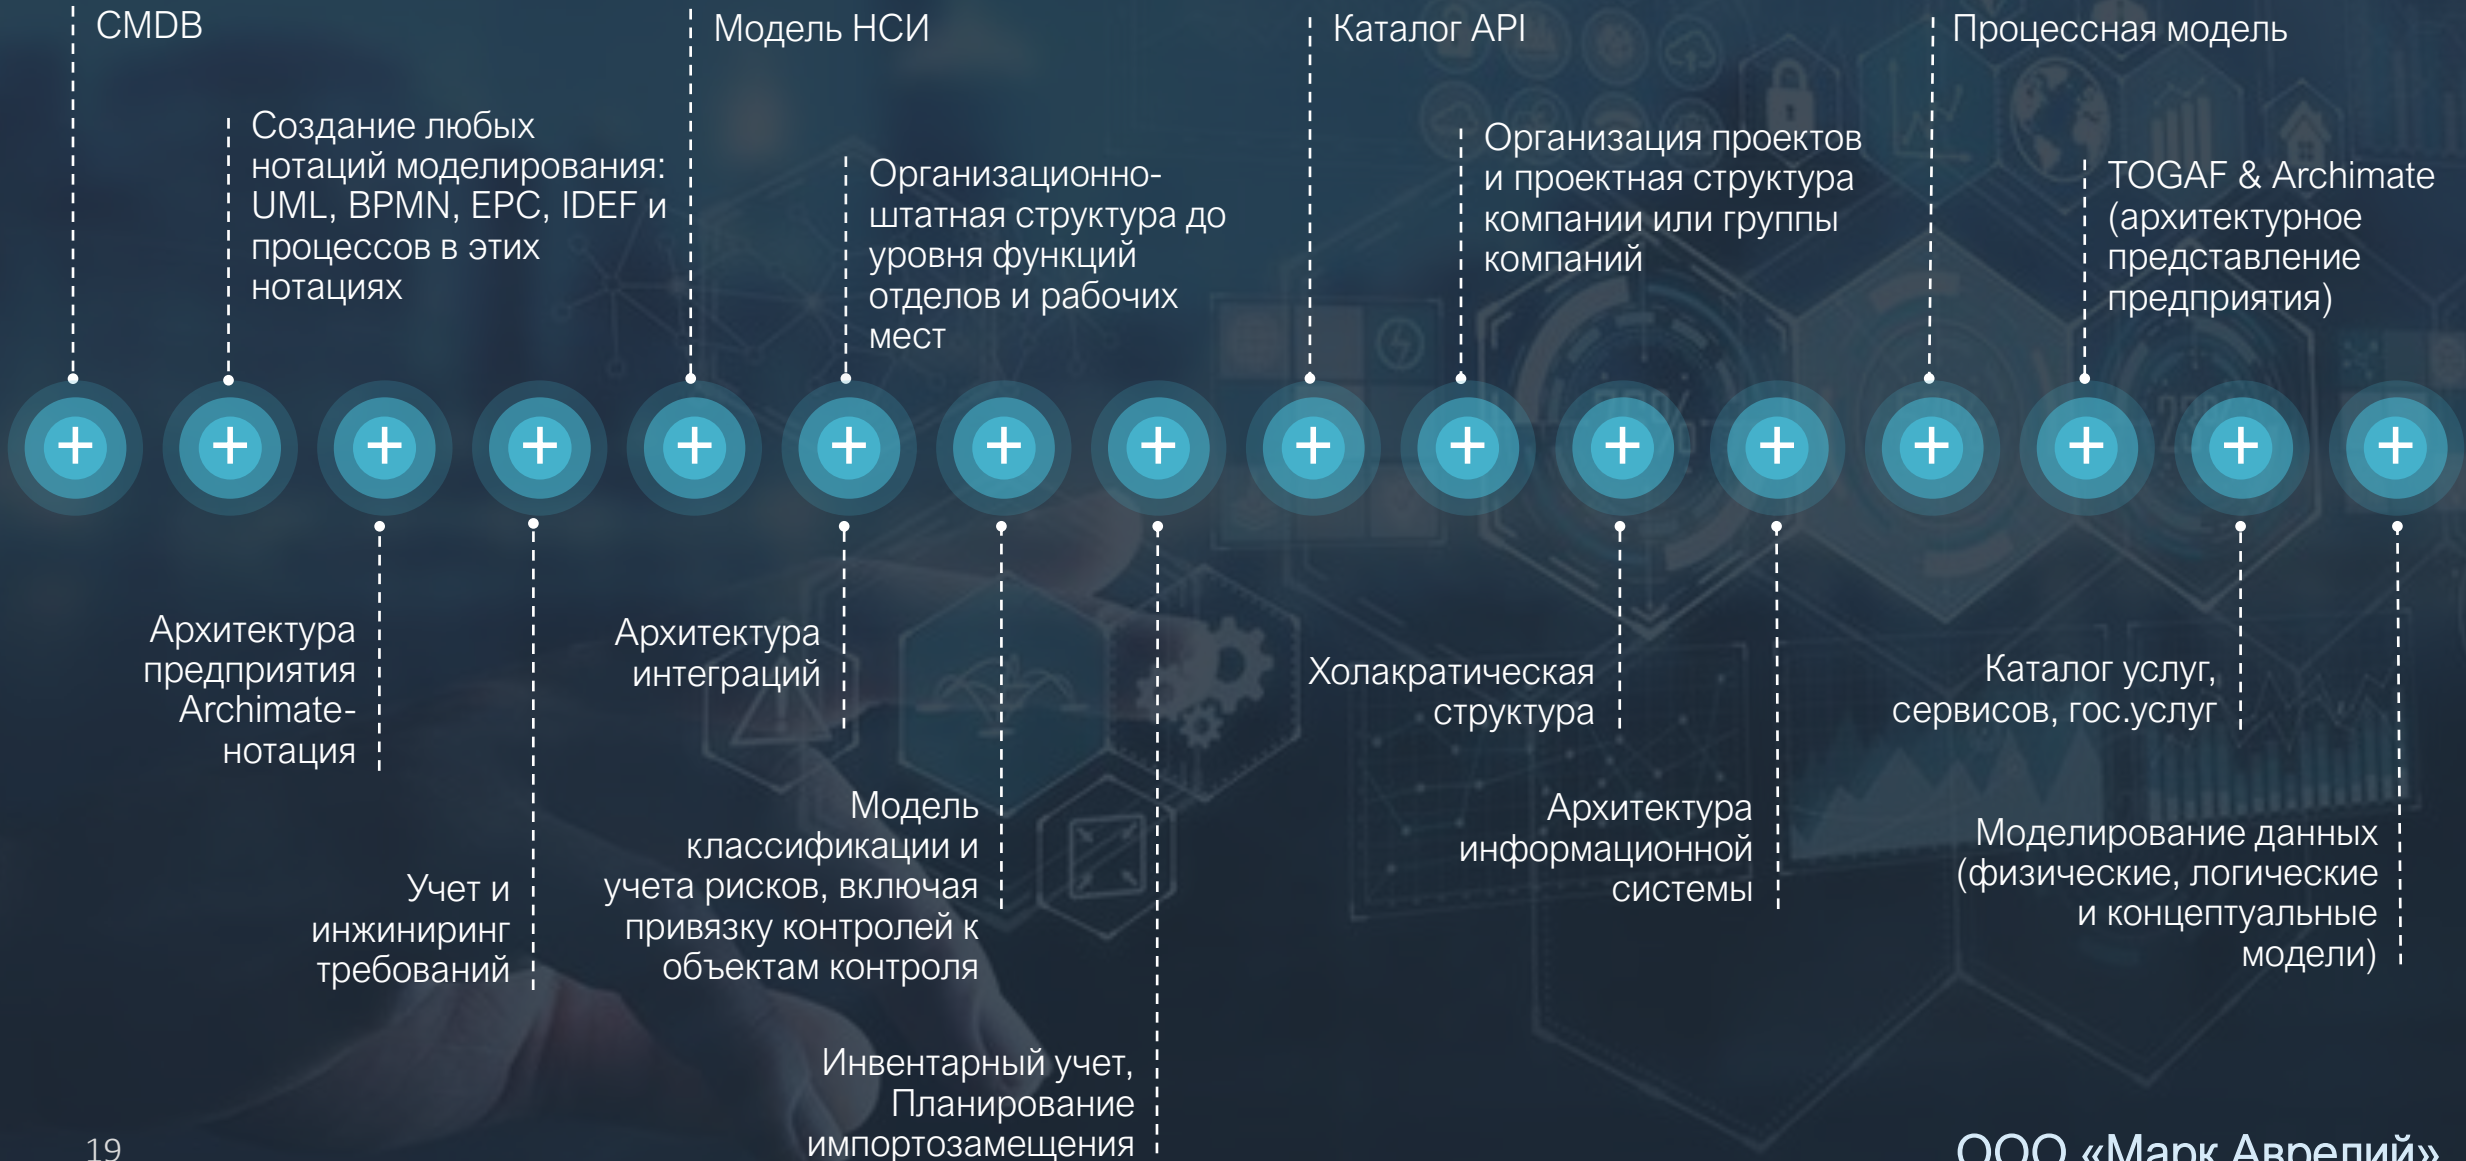 CMDB
Создание любых
нотаций моделирования:
UML, BPMN, EPC, IDEF и
процессов в этих
нотациях
Модель НСИ
Организационно-
штатная структура до
уровня функций
отделов и рабочих
мест
Каталог API
Организация проектов
и проектная структура
компании или группы
компаний
Процессная модель
TOGAF & Archimate
(архитектурное
представление
предприятия)
Архитектура
предприятия
Archimate-
нотация
Учет и
инжиниринг
требований
Архитектура
интеграций
Модель
классификации и
учета рисков, включая
привязку контролей к
объектам контроля
Инвентарный учет,
Планирование
импортозамещения
Холакратическая
структура
Архитектура
информационной
системы
Каталог услуг,
сервисов, гос.услуг
Моделирование данных
(физические, логические
и концептуальные
модели)
19
ООО «Марк Аврелий»